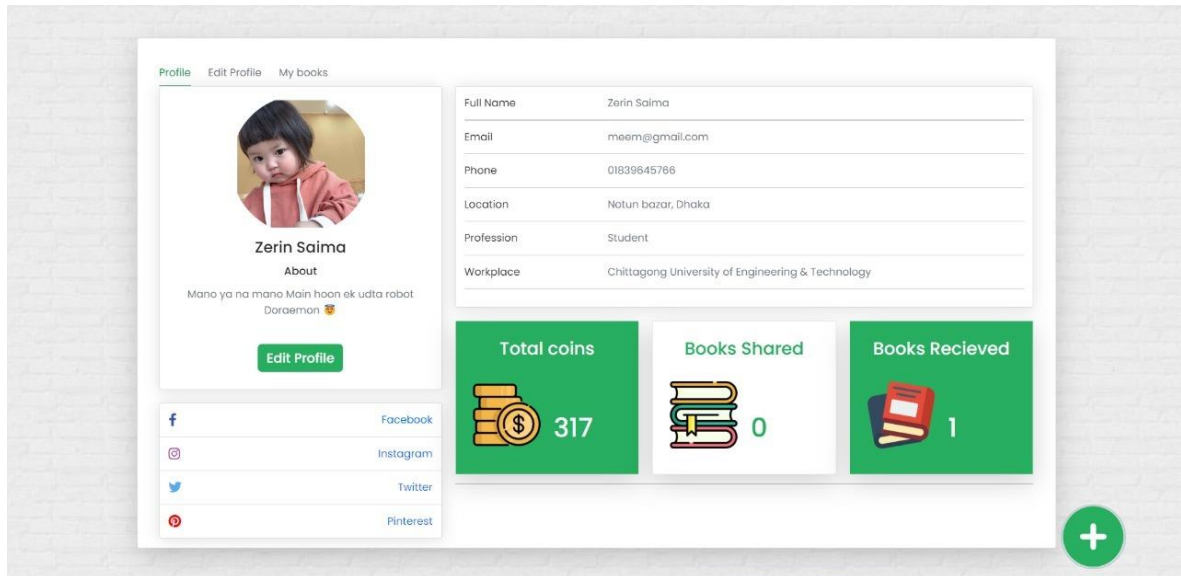 Profile Edit Profile My books
Zerin Saima
About
Mano ya na mano Main hoon ek udta robot
Doraemon 😇
Edit Profile
Facebook
Instagram
Twitter
Pinterest
Full Name Zerin Saima
Email meem@gmail.com
Phone 01839645766
Location Notun bazar, Dhaka
Profession Student
Workplace Chittagong University of Engineering & Technology
Total coins
317
Books Shared
0
Books Recieved
1